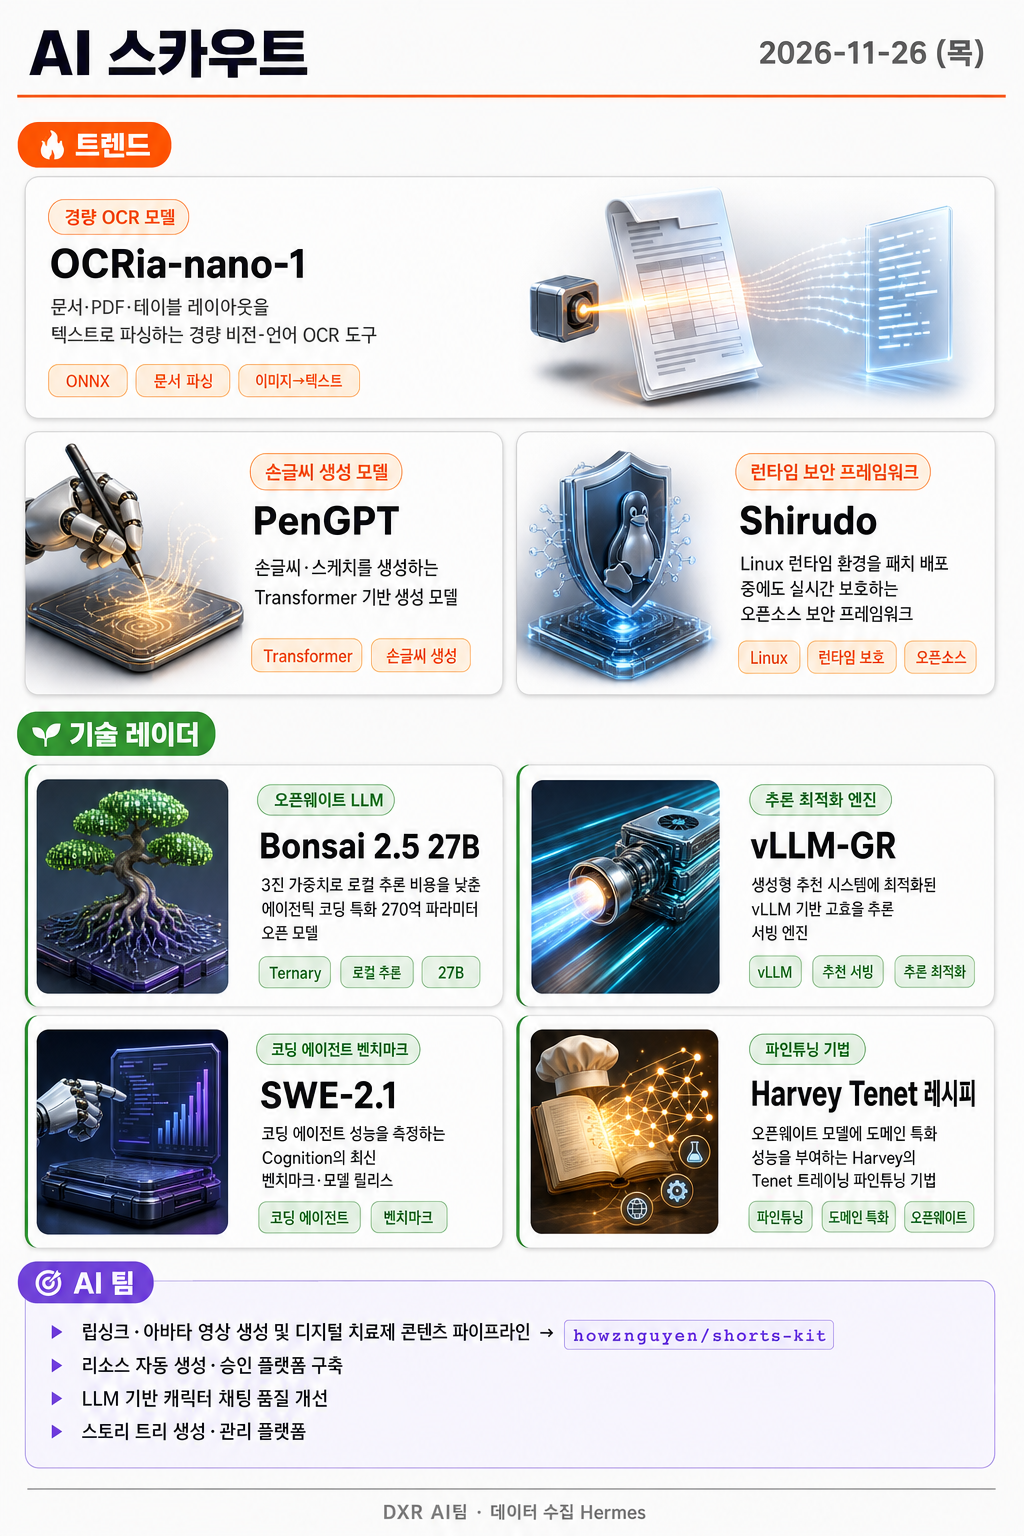 AI 스카우트
2026-11-26 (목)
트렌드
경량 OCR 모델
OCRia-nano-1
문서·PDF·테이블 레이아웃을
텍스트로 파싱하는 경량 비전-언어 OCR 도구
ONNX
문서 파싱
이미지→텍스트
손글씨 생성 모델
PenGPT
손글씨·스케치를 생성하는
Transformer 기반 생성 모델
Transformer
손글씨 생성
런타임 보안 프레임워크
Shirudo
Linux 런타임 환경을 패치 배포
중에도 실시간 보호하는
오픈소스 보안 프레임워크
Linux
런타임 보호
오픈소스
기술 레이더
오픈웨이트 LLM
Bonsai 2.5 27B
3진 가중치로 로컬 추론 비용을 낮춘
에이전틱 코딩 특화 270억 파라미터
오픈 모델
Ternary
로컬 추론
27B
추론 최적화 엔진
vLLM-GR
생성형 추천 시스템에 최적화된
vLLM 기반 고효율 추론
서빙 엔진
vLLM
추천 서빙
추론 최적화
코딩 에이전트 벤치마크
SWE-2.1
코딩 에이전트 성능을 측정하는
Cognition의 최신
벤치마크·모델 릴리스
코딩 에이전트
벤치마크
파인튜닝 기법
Harvey Tenet 레시피
오픈웨이트 모델에 도메인 특화
성능을 부여하는 Harvey의
Tenet 트레이닝 파인튜닝 기법
파인튜닝
도메인 특화
오픈웨이트
AI 팀
▶ 립싱크·아바타 영상 생성 및 디지털 치료제 콘텐츠 파이프라인 → howznguyen/shorts-kit
▶ 리소스 자동 생성·승인 플랫폼 구축
▶ LLM 기반 캐릭터 채팅 품질 개선
▶ 스토리 트리 생성·관리 플랫폼
DXR AI팀 · 데이터 수집 Hermes